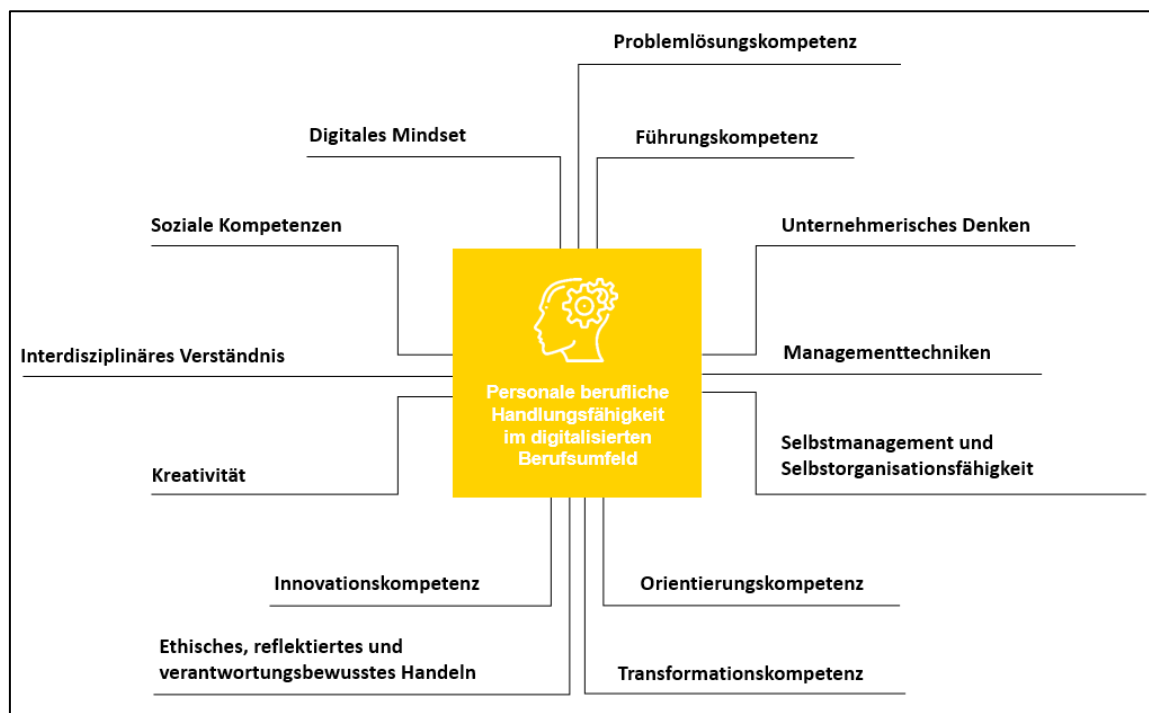 Problemlösungskompetenz
Digitales Mindset
Führungskompetenz
Soziale Kompetenzen
Unternehmerisches Denken
Interdisziplinäres Verständnis
Managementtechniken
Personale berufliche
Handlungsfähigkeit
im digitalisierten
Berufsumfeld
Kreativität
Selbstmanagement und
Selbstorganisationsfähigkeit
Innovationskompetenz
Orientierungskompetenz
Ethisches, reflektiertes und
verantwortungsbewusstes Handeln
Transformationskompetenz